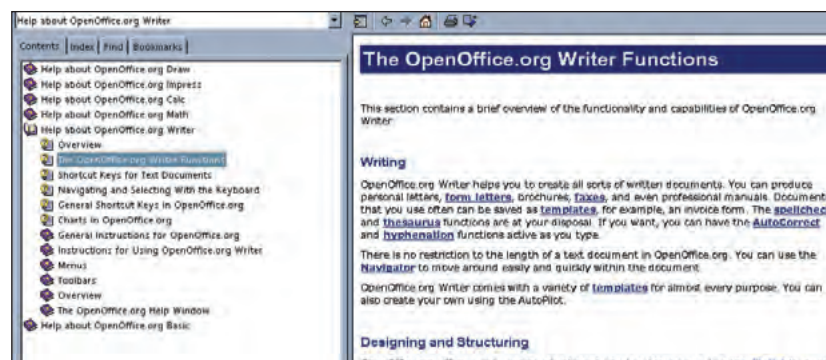 Help about OpenOffice.org Writer
Contents Index Find Bookmarks
Help about OpenOffice.org Draw
Help about OpenOffice.org Impress
Help about OpenOffice.org Calc
Help about OpenOffice.org Math
Help about OpenOffice.org Writer
Overview
The OpenOffice.org Writer Functions
Shortcut Keys for Text Documents
Navigating and Selecting With the Keyboard
General Shortcut Keys in OpenOffice.org
Charts in OpenOffice.org
General Instructions for OpenOffice.org
Instructions for Using OpenOffice.org Writer
Menus
Toolbars
Overview
The OpenOffice.org Help Window
Help about OpenOffice.org Basic
The OpenOffice.org Writer Functions
This section contains a brief overview of the functionality and capabilities of OpenOffice.org
Writer
Writing
OpenOffice.org Writer helps you to create all sorts of written documents. You can produce
personal letters, form letters, brochures, faxes, and even professional manuals. Document
that you use often can be saved as templates, for example, an invoice form. The spellchec
and thesaurus functions are at your disposal. If you want, you can have the AutoCorrect
and hyphenation functions active as you type.
There is no restriction to the length of a text document in OpenOffice.org. You can use the
Navigator to move around easily and quickly within the document.
OpenOffice.org Writer comes with a variety of templates for almost every purpose. You can
also create your own using the AutoPilot.
Designing and Structuring